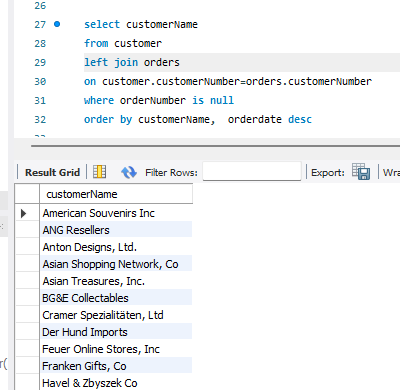 26
27 select customerName
28 from customer
29 left join orders
30 on customer.customerNumber=orders.customerNumber
31 where orderNumber is null
32 order by customerName,  orderdate desc
Result Grid Filter Rows: Export: Wra
customerName
American Souvenirs Inc
ANG Resellers
Anton Designs, Ltd.
Asian Shopping Network, Co
Asian Treasures, Inc.
BG&E Collectables
Cramer Spezialitäten, Ltd
Der Hund Imports
Feuer Online Stores, Inc
Franken Gifts, Co
r(
Havel & Zbyszek Co